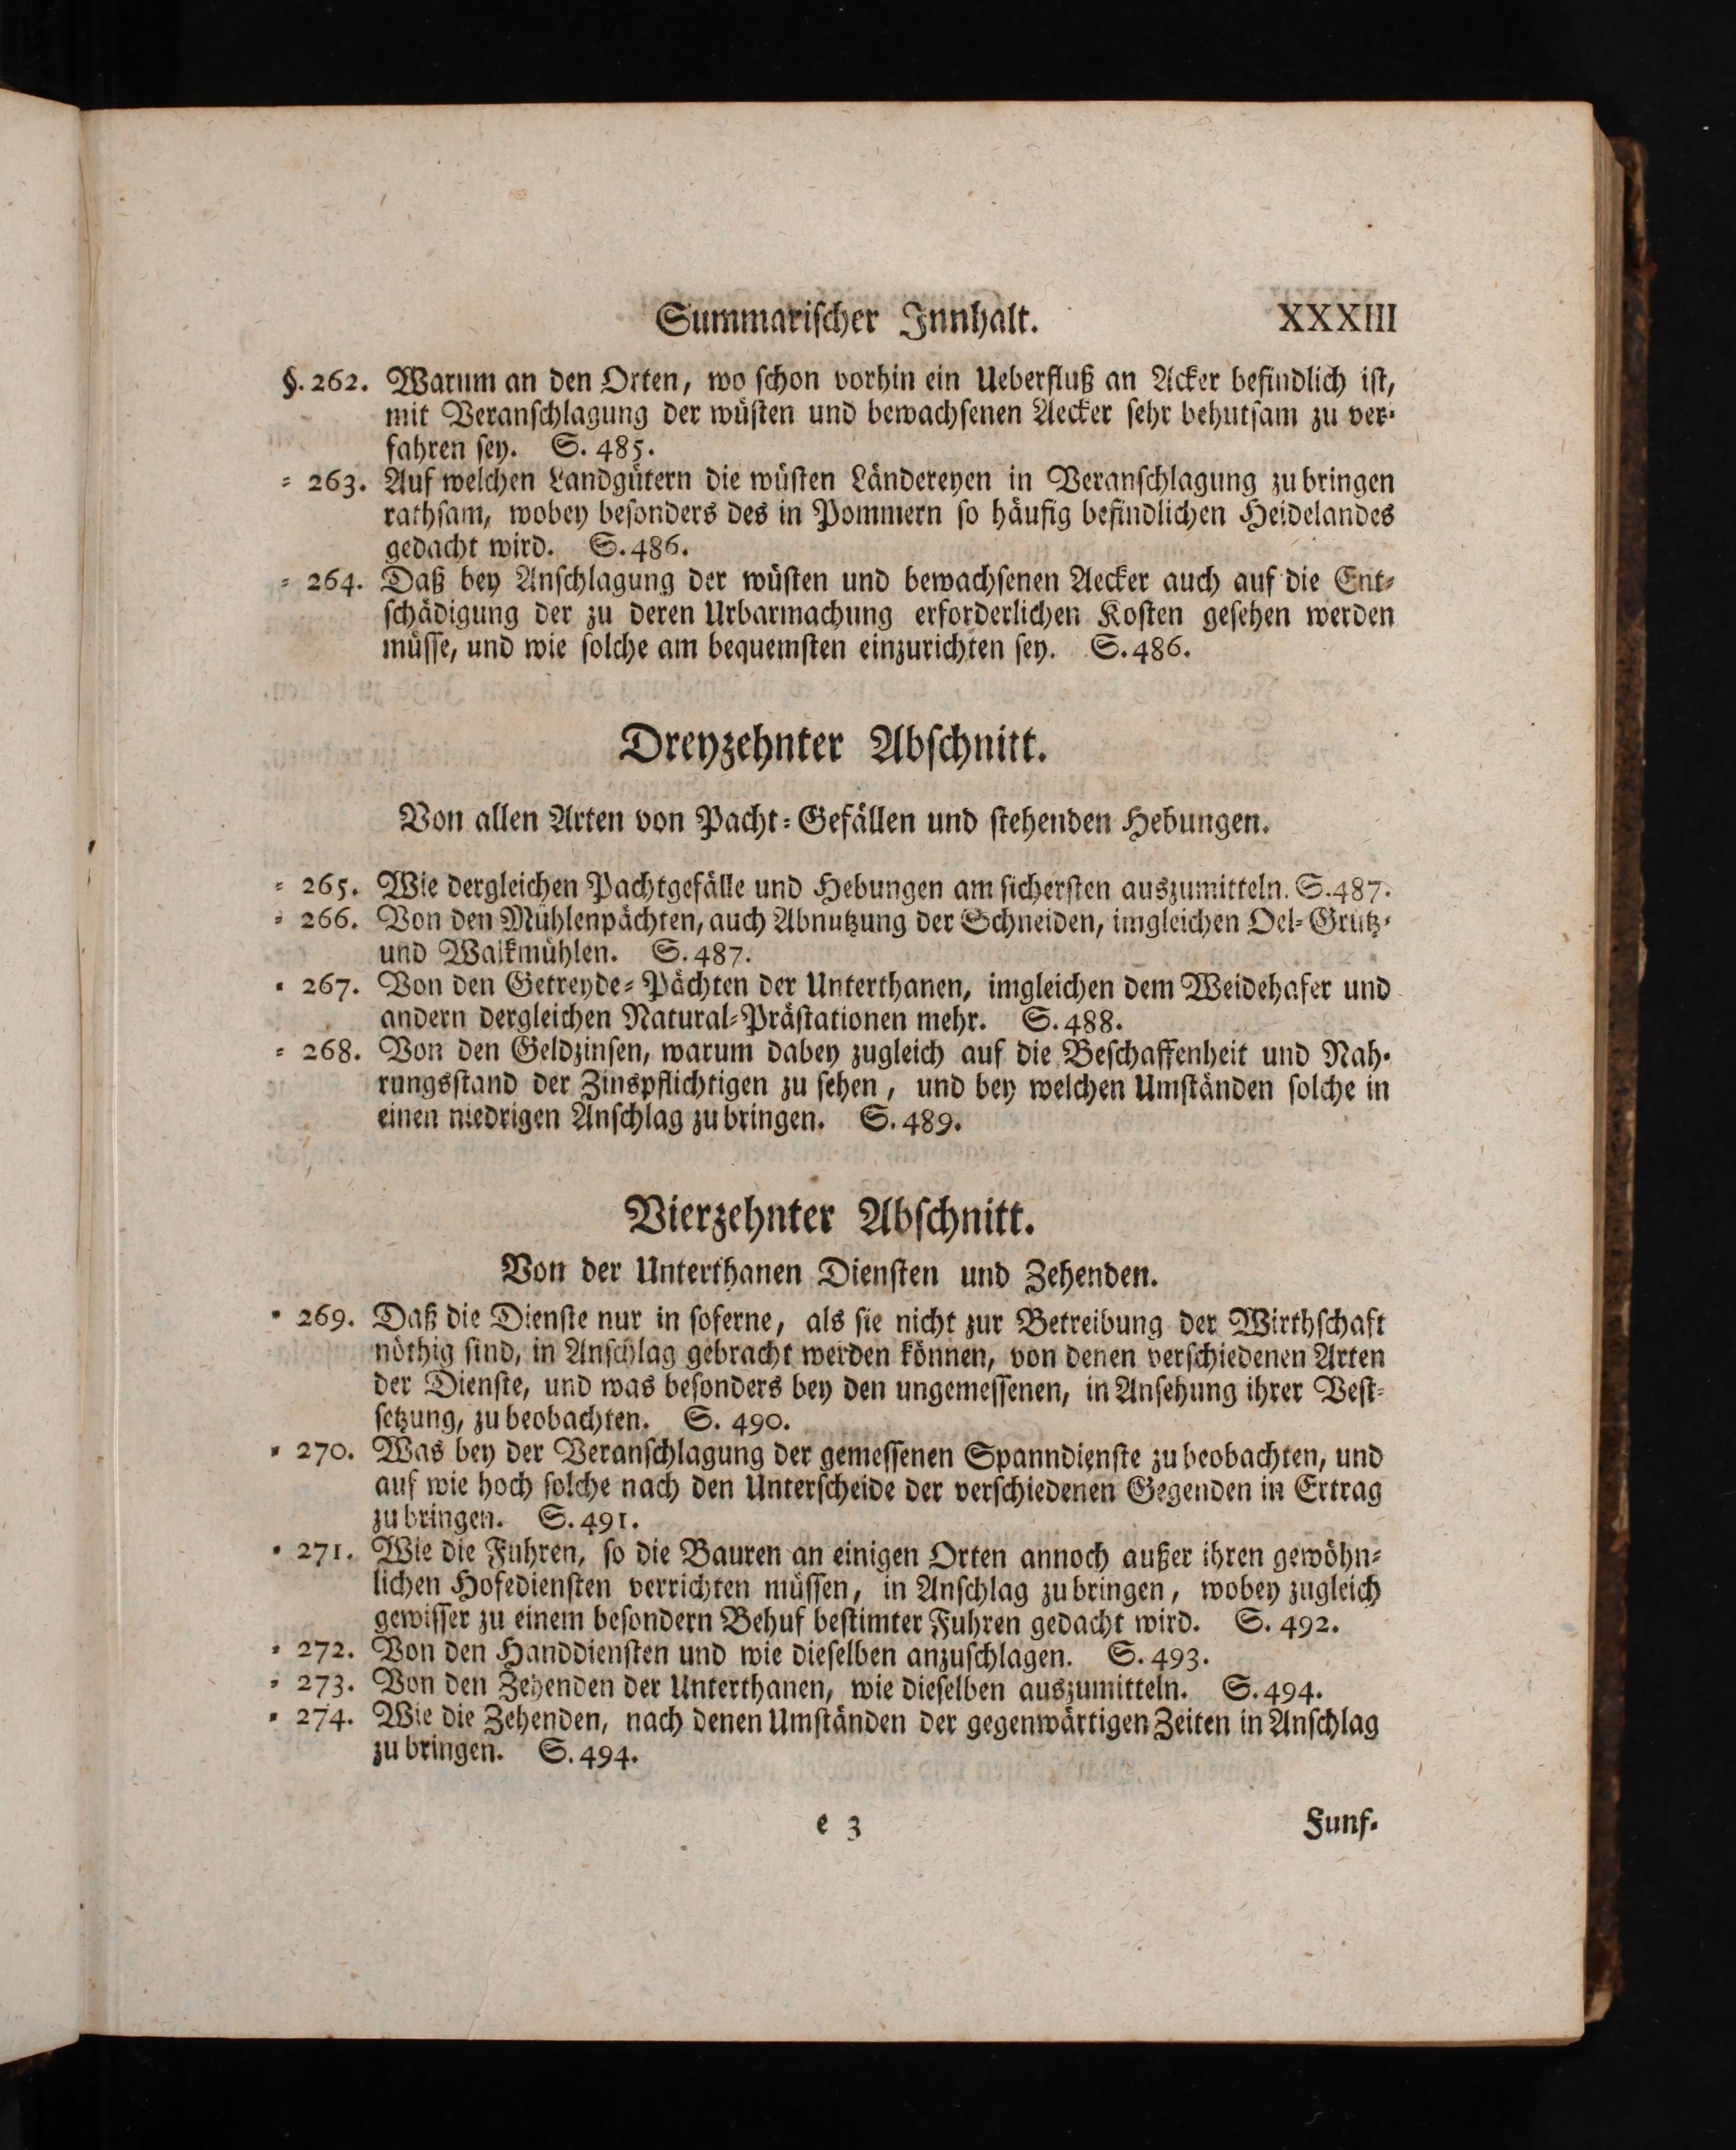 Summarischer Innhalt. XXXIII
§. 262. Warum an den Orten, wo schon vorhin ein Ueberfluß an Acker befindlich ist,
mit Veranschlagung der wüsten und bewachsenen Aecker sehr behutsam zu ver-
fahren sey. S. 485.
= 263. Auf welchen Landgütern die wüsten Ländereyen in Veranschlagung zu bringen
rathsam, wobey besonders des in Pommern so häufig befindlichen Heidelandes
gedacht wird. S. 486.
= 264. Daß bey Anschlagung der wüsten und bewachsenen Aecker auch auf die Ent=
schädigung der zu deren Urbarmachung erforderlichen Kosten gesehen werden
müsse, und wie solche am bequemsten einzurichten sey. S. 486.
Dreyzehnter Abschnitt.
Von allen Arten von Pacht=Gefällen und stehenden Hebungen.
= 265. Wie dergleichen Pachtgefälle und Hebungen am sichersten auszumitteln. S. 487.
= 266. Von den Mühlenpächten, auch Abnutzung der Schneiden, imgleichen Oel=Grütz-
und Walkmühlen. S. 487.
= 267. Von den Getreyde=Pächten der Unterthanen, imgleichen dem Weidehafer und
andern dergleichen Natural=Prästationen mehr. S. 488.
= 268. Von den Geldzinsen, warum dabey zugleich auf die Beschaffenheit und Nah-
rungsstand der Zinspflichtigen zu sehen, und bey welchen Umständen solche in
einen niedrigen Anschlag zu bringen. S. 489.
Vierzehnter Abschnitt.
Von der Unterthanen Diensten und Zehenden.
= 269. Daß die Dienste nur in soferne, als sie nicht zur Betreibung der Wirthschaft
nöthig sind, in Anschlag gebracht werden können, von denen verschiedenen Arten
der Dienste, und was besonders bey den ungemessenen, in Ansehung ihrer Vest=
setzung, zu beobachten. S. 490.
= 270. Was bey der Veranschlagung der gemessenen Spanndienste zu beobachten, und
auf wie hoch solche nach den Unterscheide der verschiedenen Gegenden in Ertrag
zu bringen. S. 491.
= 271. Wie die Fuhren, so die Bauren an einigen Orten annoch außer ihren gewöhn=
lichen Hofediensten verrichten müssen, in Anschlag zu bringen, wobey zugleich
gewisser zu einem besondern Behuf bestimter Fuhren gedacht wird. S. 492.
= 272. Von den Handdiensten und wie dieselben anzuschlagen. S. 493.
= 273. Von den Zehenden der Unterthanen, wie dieselben auszumitteln. S. 494.
= 274. Wie die Zehenden, nach denen Umständen der gegenwärtigen Zeiten in Anschlag
zu bringen. S. 494.
e 3 Funf-